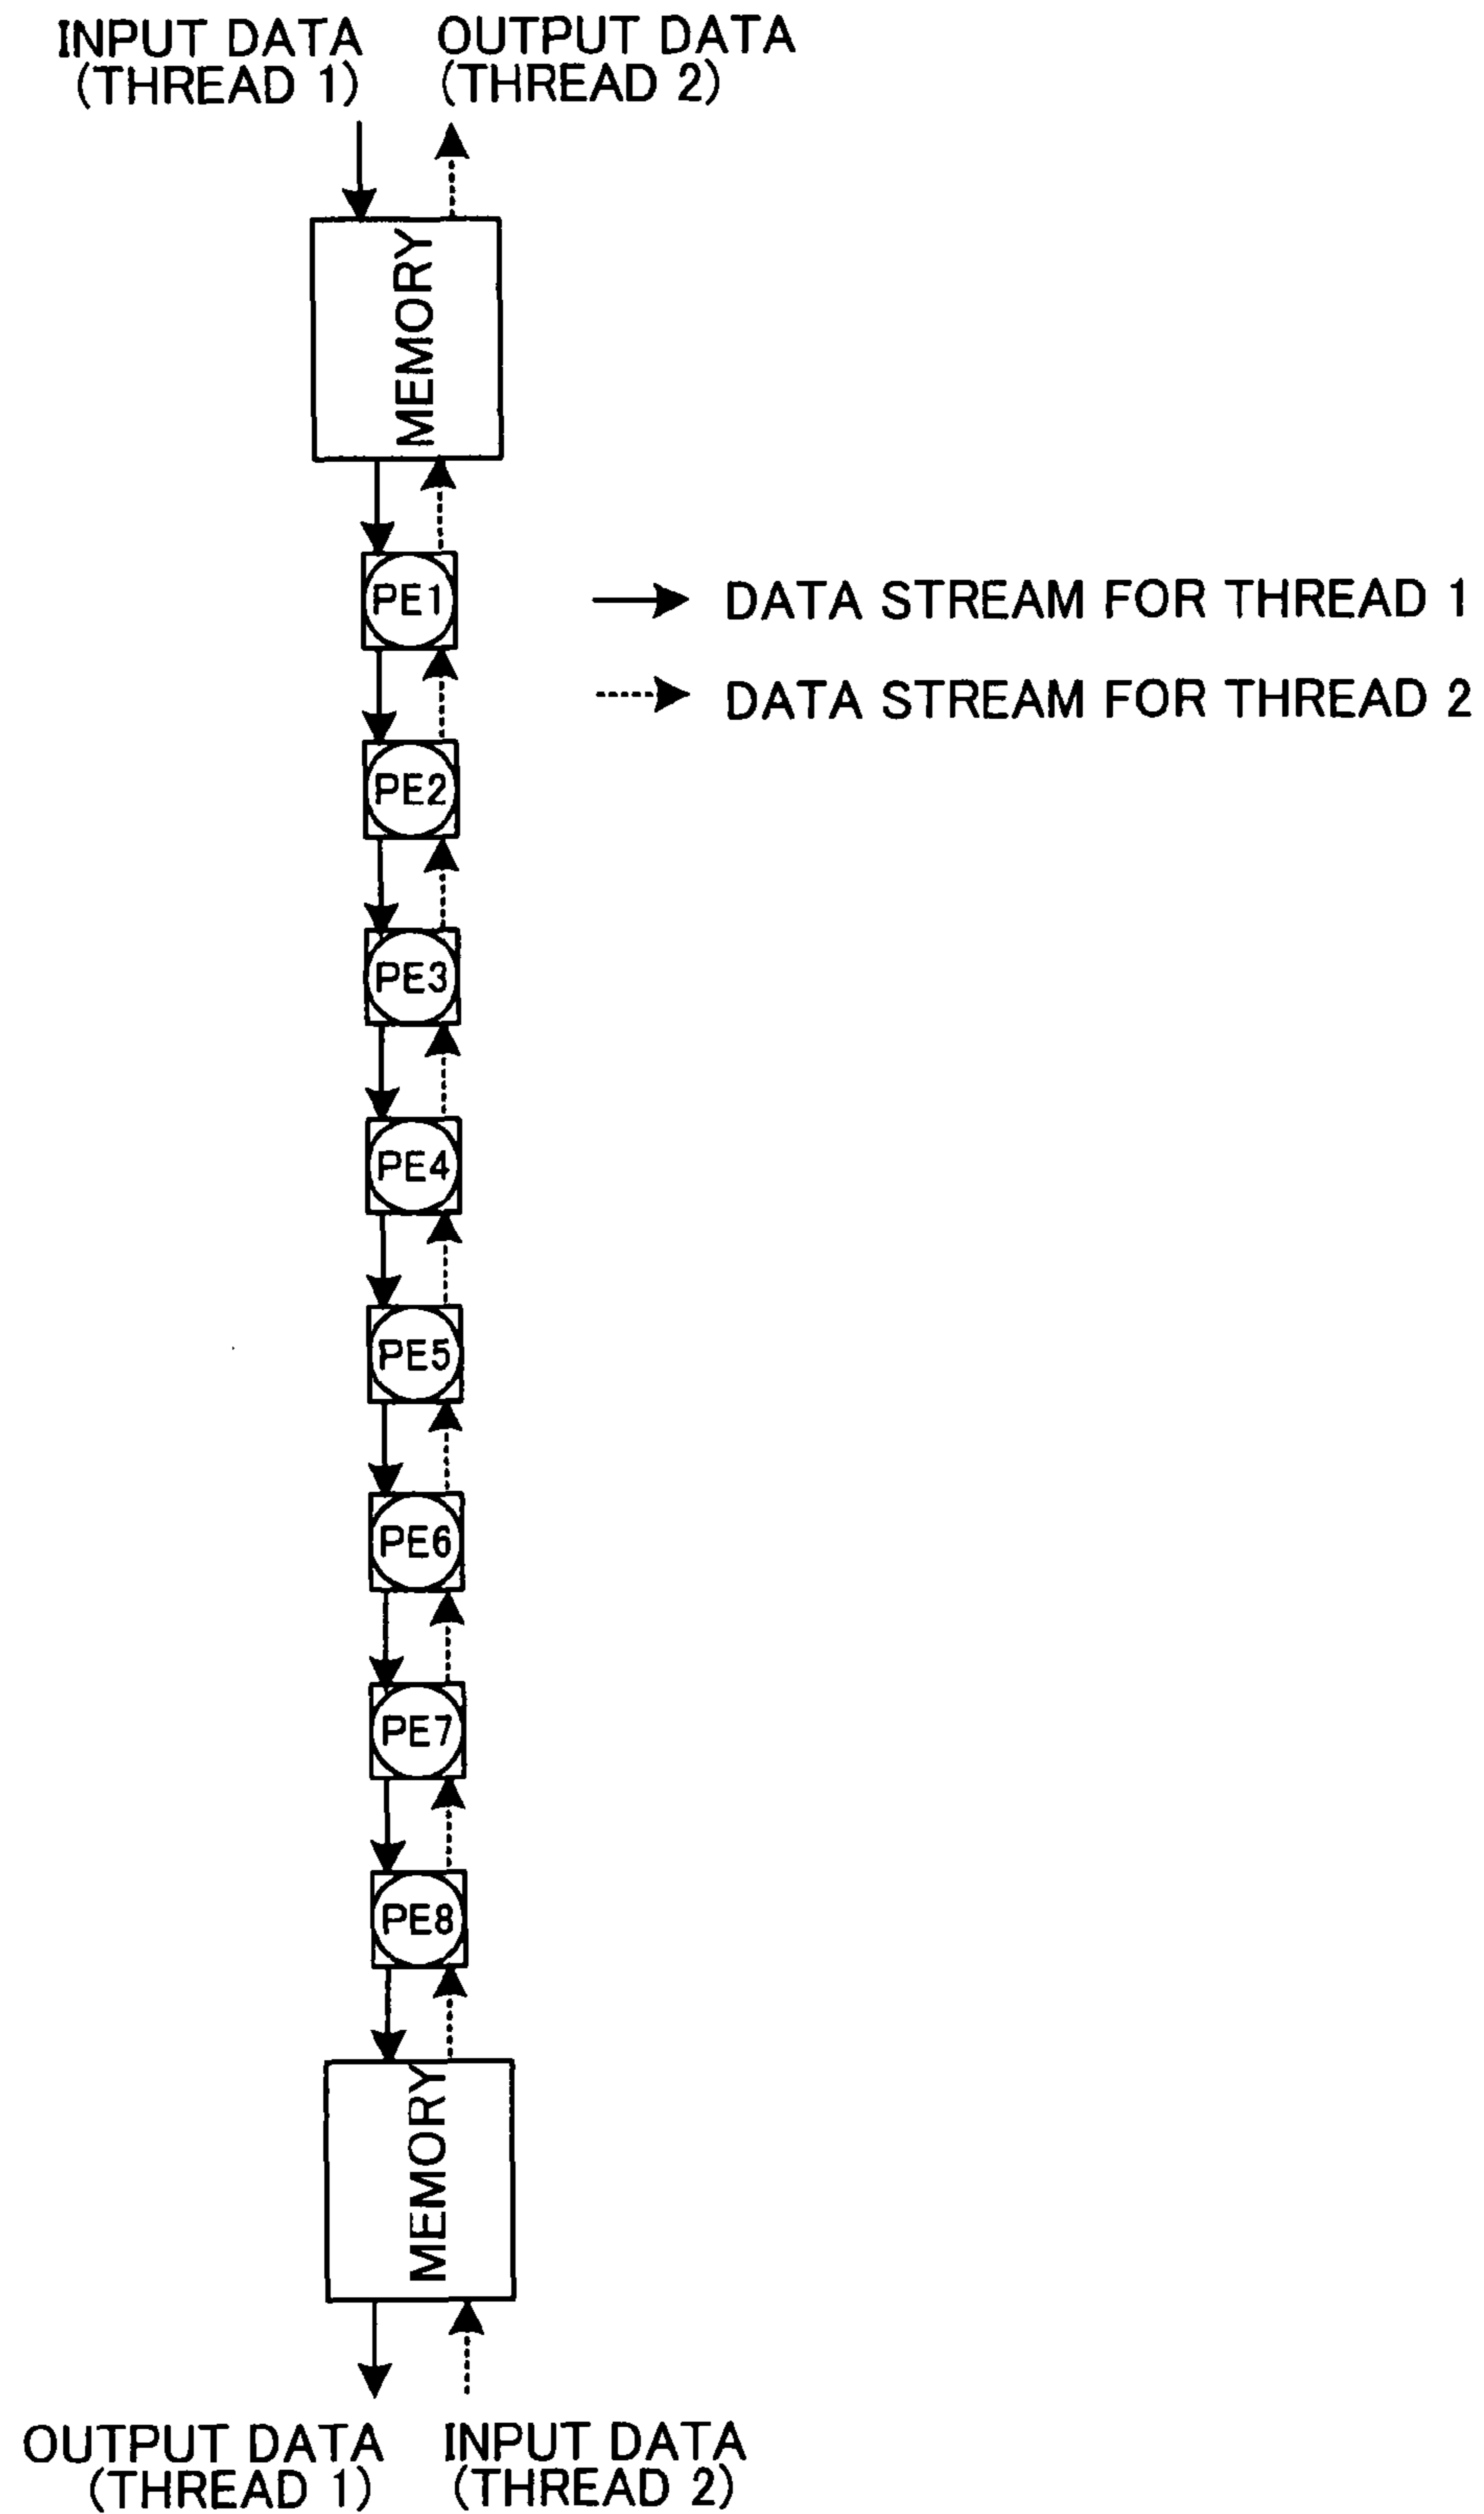 INPUT DATA
(THREAD 1)
OUTPUT DATA
(THREAD 2)
MEMORY
PE1
DATA STREAM FOR THREAD 1
DATA STREAM FOR THREAD 2
PE2
PE3
PE4
PE5
PE6
PE7
PE8
MEMORY
OUTPUT DATA
(THREAD 1)
INPUT DATA
(THREAD 2)